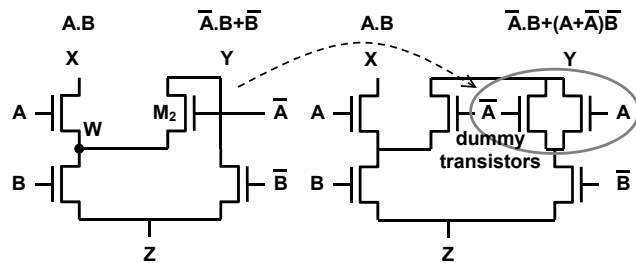 A.B
A̅.B+B̅
A.B
A̅.B+(A+A̅)B̅
X
Y
X
Y
A
M₂
A̅
A
A̅
A
W
dummy
transistors
B
B̅
B
B̅
Z
Z